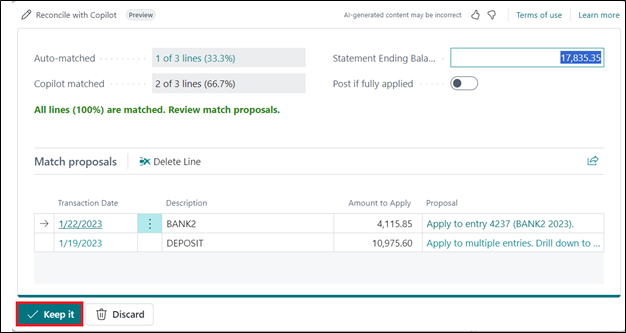 Reconcile with Copilot Preview AI-generated content may be incorrect Terms of use Learn more
Auto-matched 1 of 3 lines (33.3%) Statement Ending Bala... 17,835.35
Copilot matched 2 of 3 lines (66.7%) Post if fully applied
All lines (100%) are matched. Review match proposals.
Match proposals Delete Line
Transaction Date Description Amount to Apply Proposal
1/22/2023 BANK2 4,115.85 Apply to entry 4237 (BANK2 2023).
1/19/2023 DEPOSIT 10,975.60 Apply to multiple entries. Drill down to ...
Keep it Discard